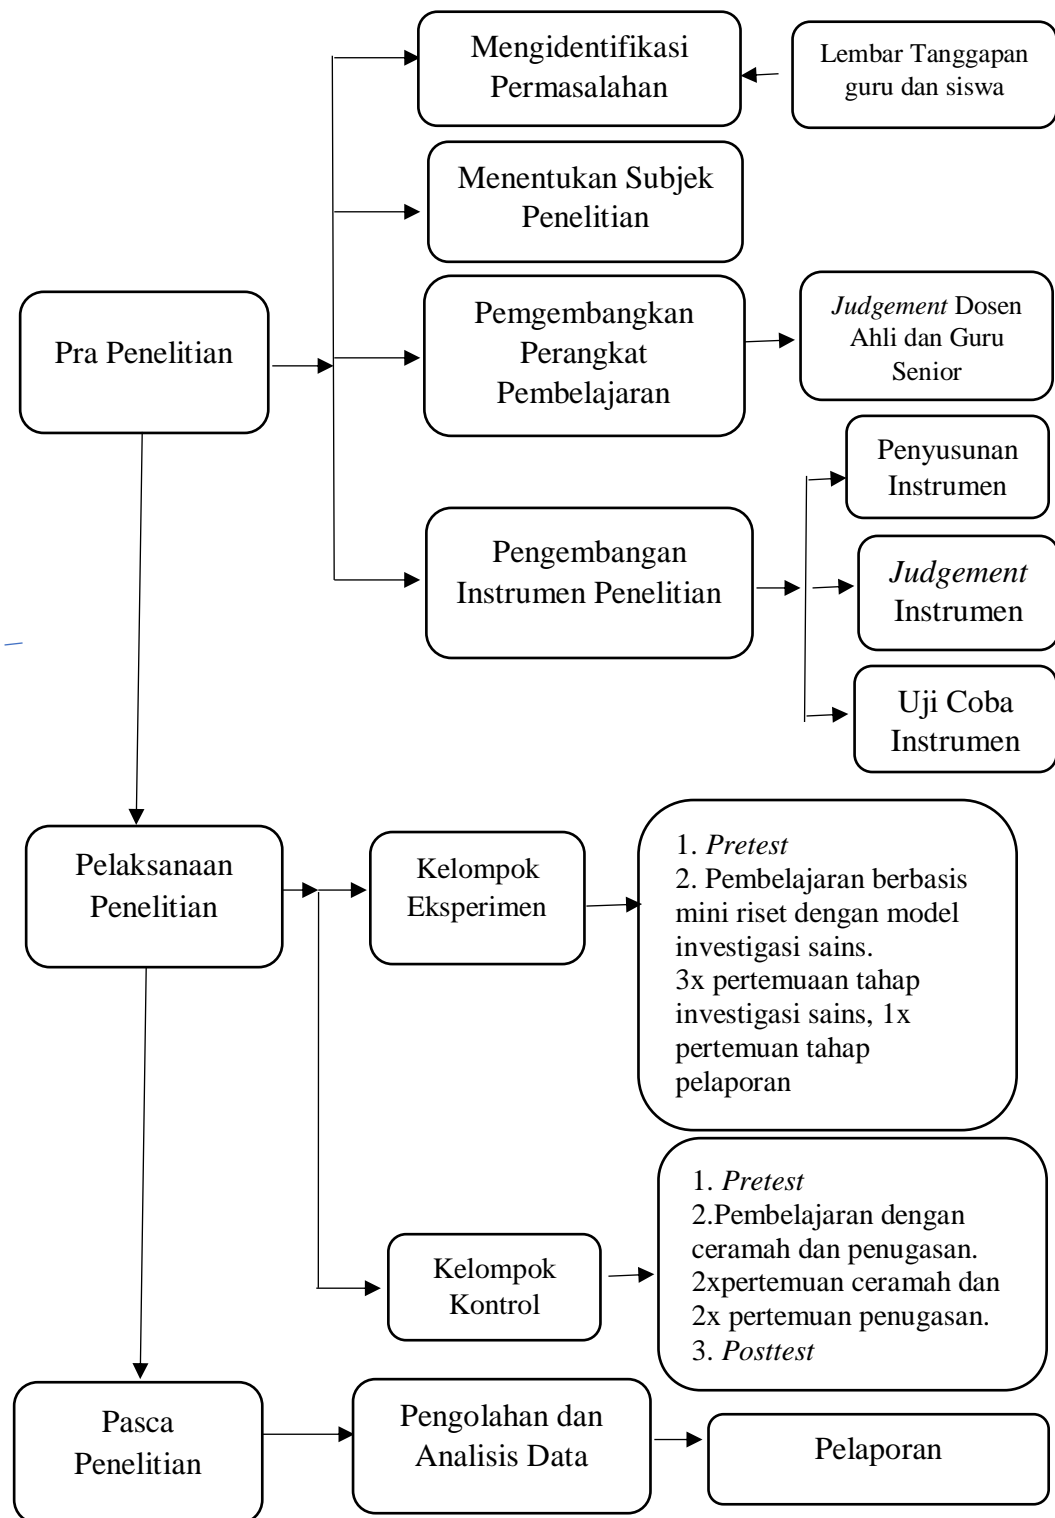 Mengidentifikasi
Permasalahan
Lembar Tanggapan
guru dan siswa
Menentukan Subjek
Penelitian
Pra Penelitian
Pemgembangkan
Perangkat
Pembelajaran
Judgement Dosen
Ahli dan Guru
Senior
Pengembangan
Instrumen Penelitian
Penyusunan
Instrumen
Judgement
Instrumen
Uji Coba
Instrumen
Pelaksanaan
Penelitian
Kelompok
Eksperimen
1. Pretest
2. Pembelajaran berbasis
mini riset dengan model
investigasi sains.
3x pertemuaan tahap
investigasi sains, 1x
pertemuan tahap
pelaporan
Kelompok
Kontrol
1. Pretest
2.Pembelajaran dengan
ceramah dan penugasan.
2xpertemuan ceramah dan
2x pertemuan penugasan.
3. Posttest
Pasca
Penelitian
Pengolahan dan
Analisis Data
Pelaporan